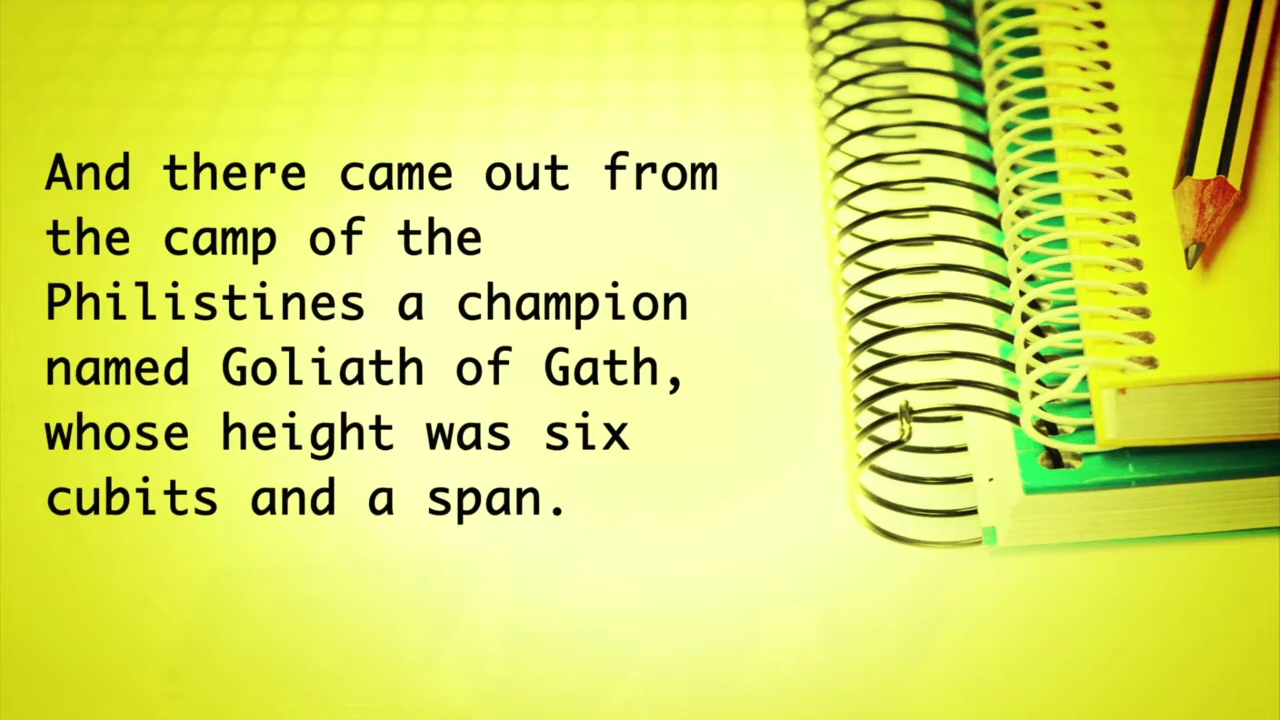 And there came out from
the camp of the
Philistines a champion
named Goliath of Gath,
whose height was six
cubits and a span.